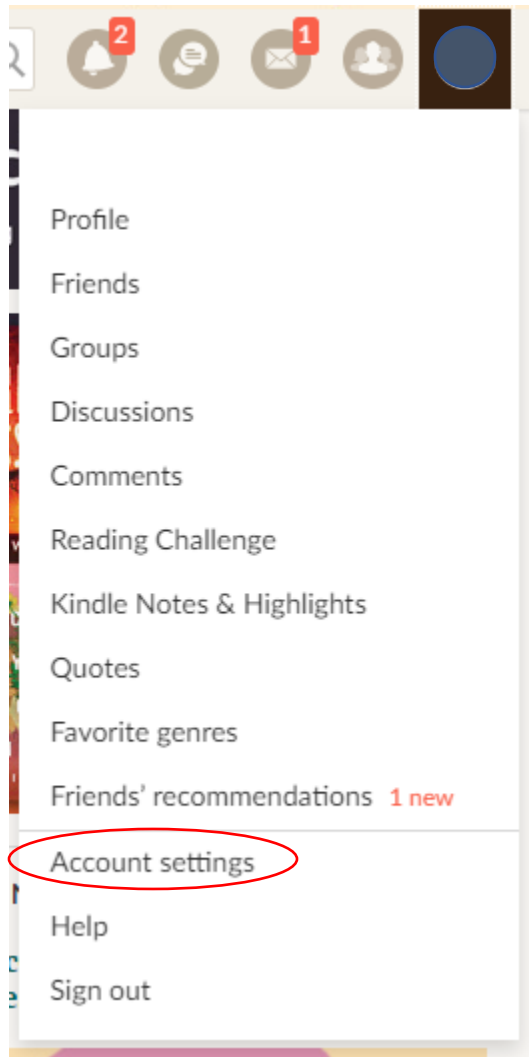 2
1
Profile
Friends
Groups
Discussions
Comments
Reading Challenge
Kindle Notes & Highlights
Quotes
Favorite genres
Friends’ recommendations 1 new
Account settings
Help
Sign out